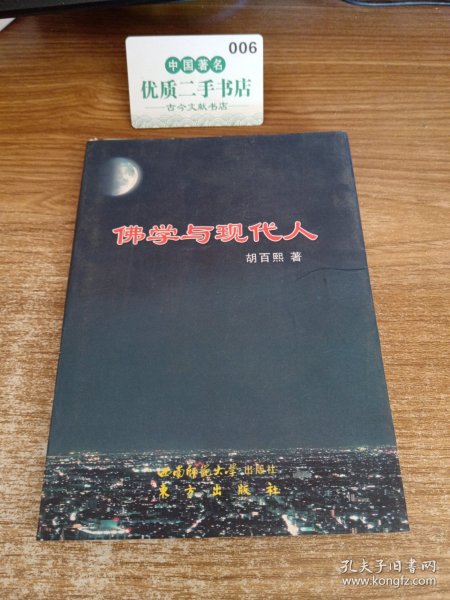 006
中国著名
优质二手书店
古今文献书店
佛学与现代人
胡百熙 著
西南师范大学出版社
东方出版社
孔夫子旧书网
www.kongfz.com